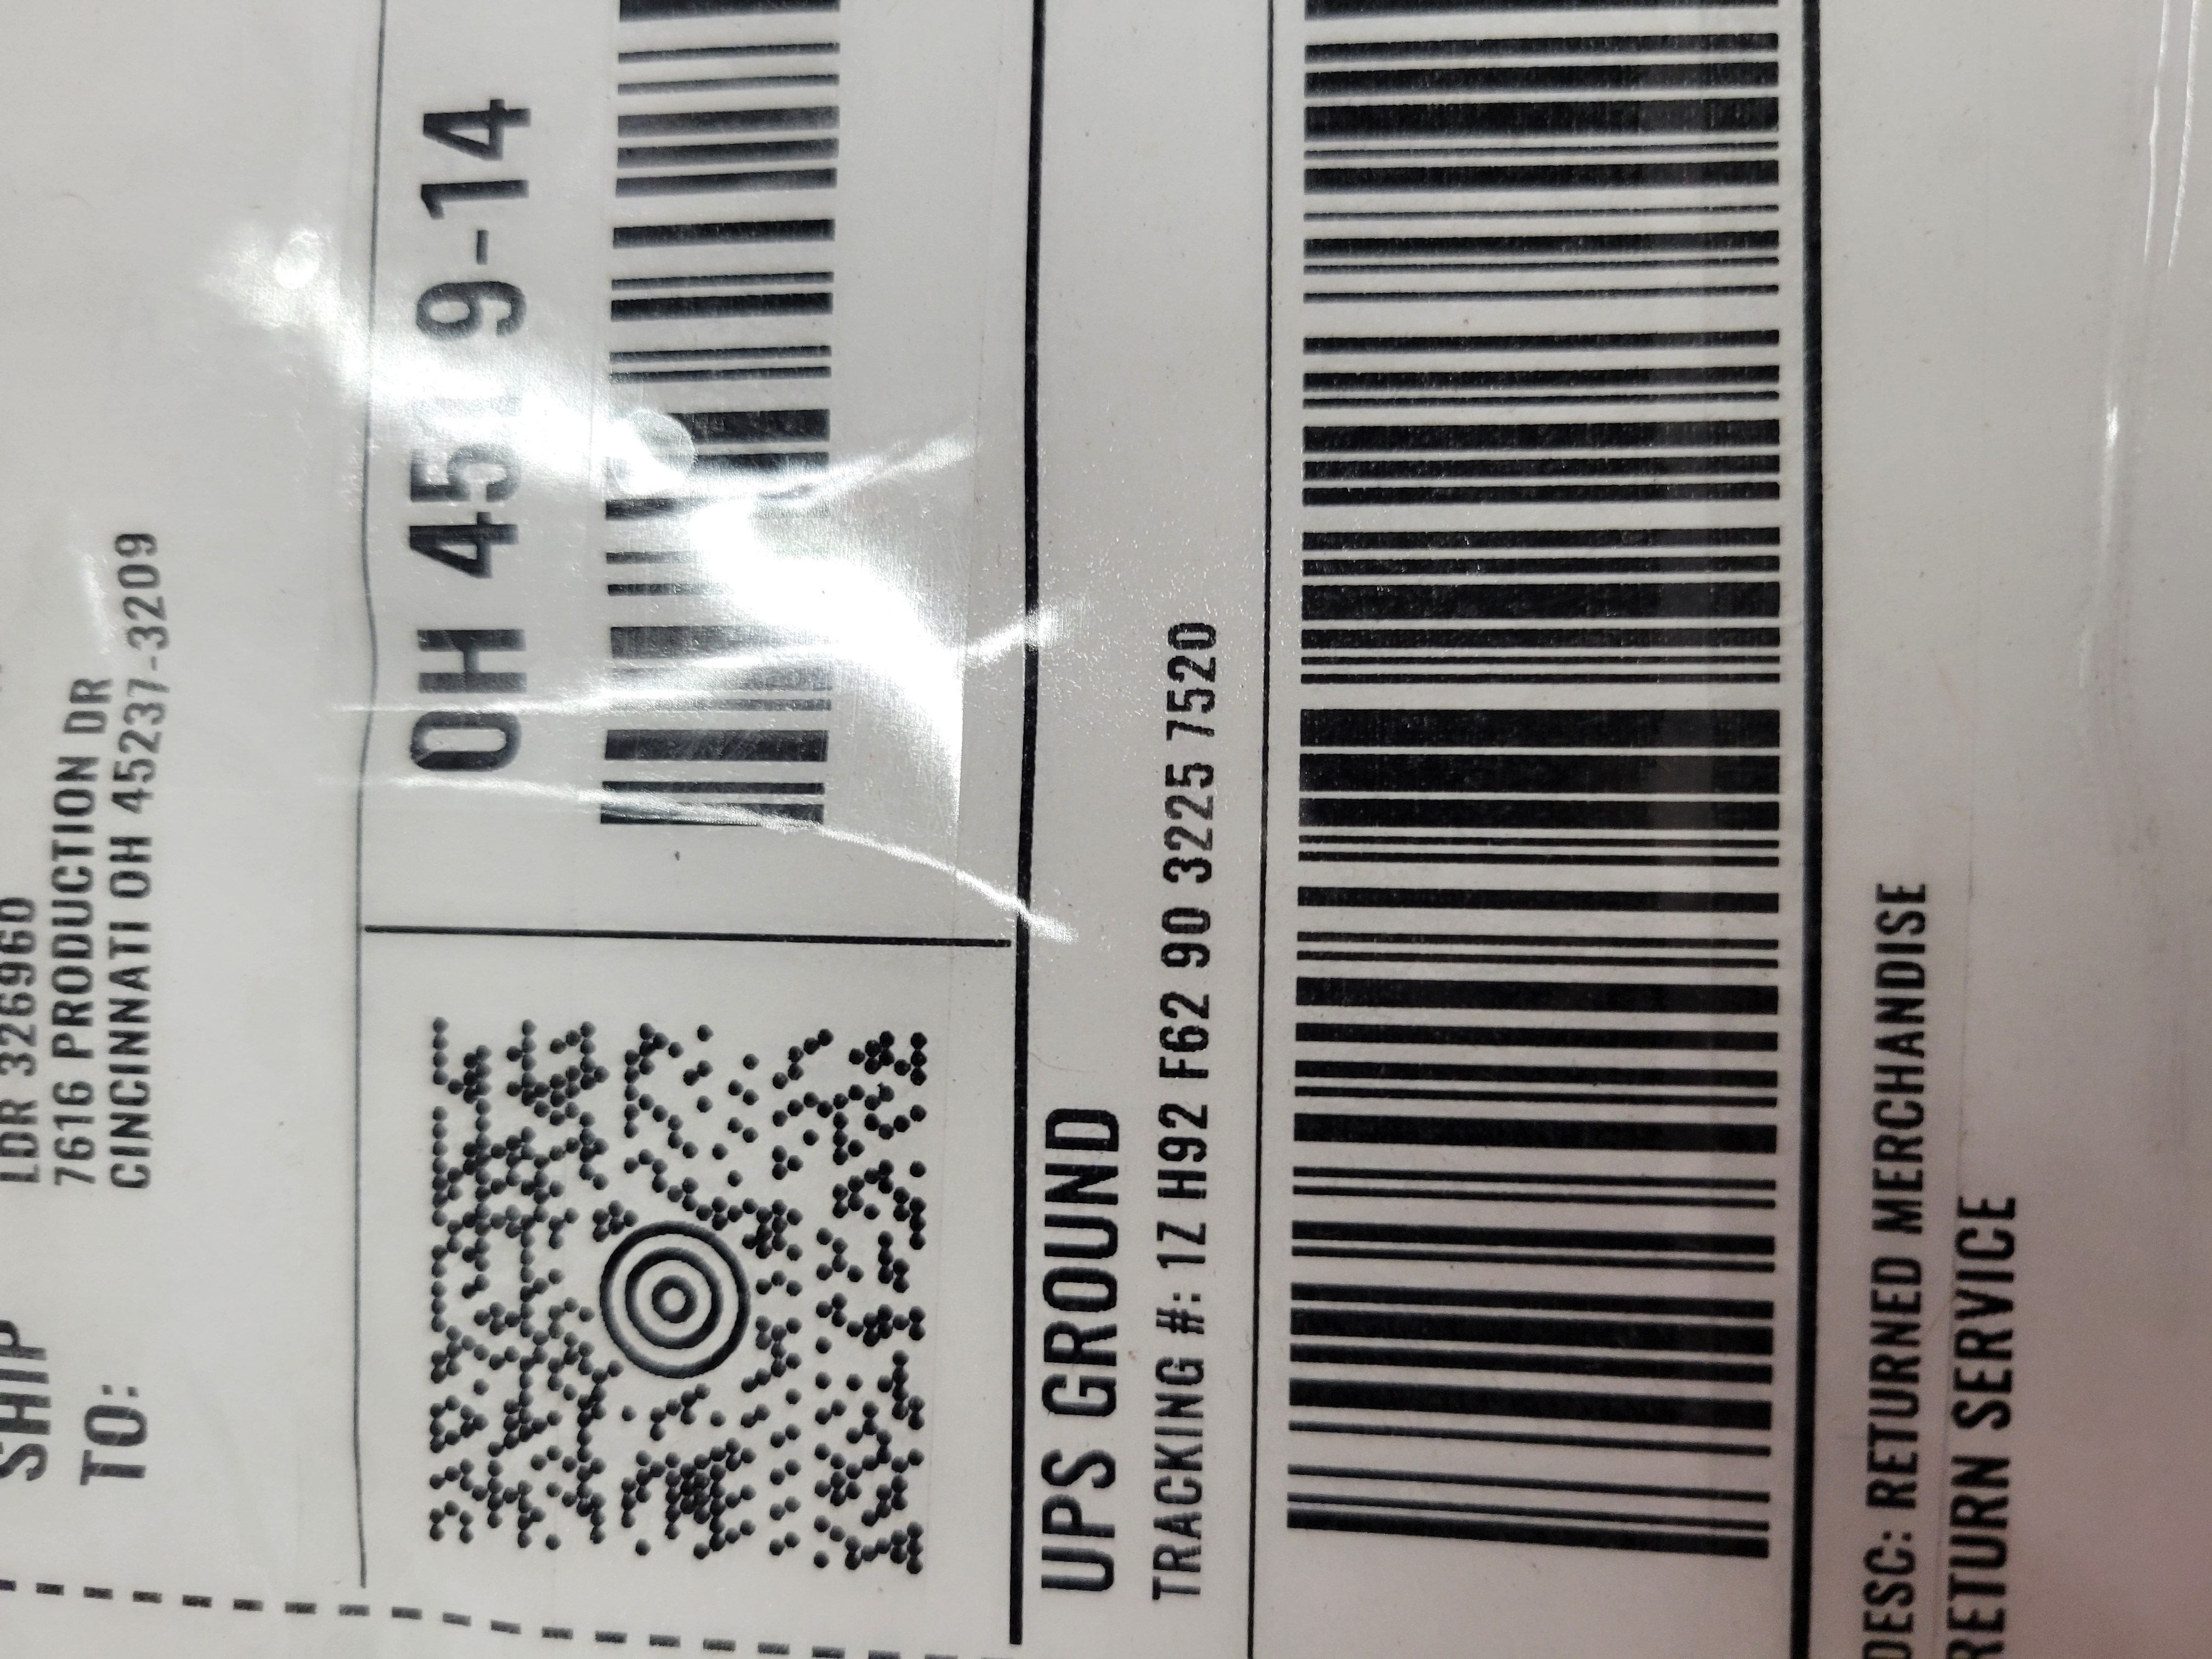 LDR 326960
7616 PRODUCTION DR
CINCINNATI OH 45237-3209
SHIP
TO:
OH 9-14
UPS GROUND
TRACKING #: 1Z H92 F62 90 3225 7520
DESC: RETURNED MERCHANDISE
RETURN SERVICE